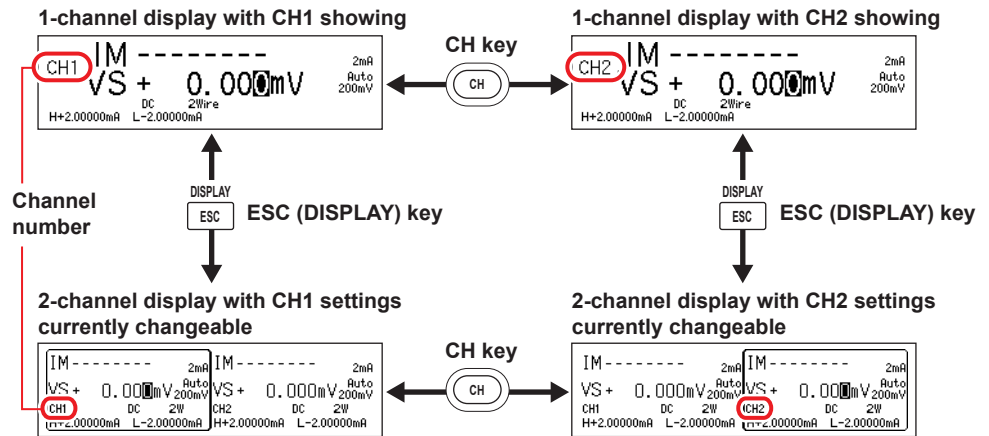 1-channel display with CH1 showing
1-channel display with CH2 showing
CH1 IM --------
2mA
VS + 0.000mV
Auto
200mV
DC 2Wire
H+2.00000mA L-2.00000mA
CH key
CH
CH2 IM --------
2mA
VS + 0.000mV
Auto
200mV
DC 2Wire
H+2.00000mA L-2.00000mA
Channel
number
DISPLAY
ESC
ESC (DISPLAY) key
DISPLAY
ESC
ESC (DISPLAY) key
2-channel display with CH1 settings
currently changeable
2-channel display with CH2 settings
currently changeable
IM-------- 2mA IM-------- 2mA
VS+ 0.000mV Auto 200mV VS+ 0.000mV Auto 200mV
CH1 DC 2W CH2 DC 2W
H+2.00000mA L-2.00000mA H+2.00000mA L-2.00000mA
CH key
CH
IM-------- 2mA IM-------- 2mA
VS+ 0.000mV Auto 200mV VS+ 0.000mV Auto 200mV
CH1 DC 2W CH2 DC 2W
H+2.00000mA L-2.00000mA H+2.00000mA L-2.00000mA